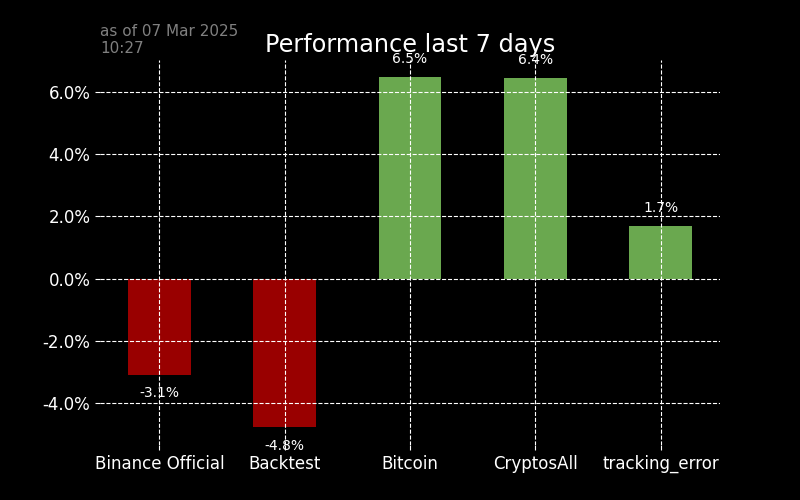 as of 07 Mar 2025
10:27
Performance last 7 days
6.5%
6.4%
6.0%
4.0%
2.0%
1.7%
0.0%
-2.0%
-3.1%
-4.0%
-4.8%
Binance Official
Backtest
Bitcoin
CryptosAll
tracking_error